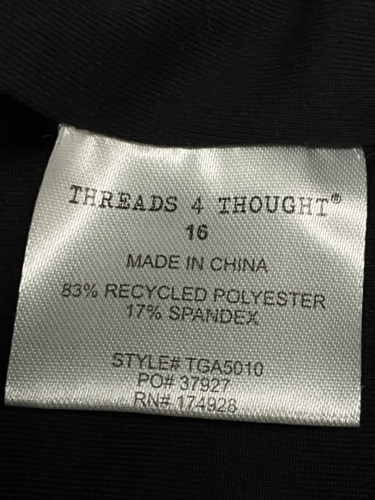 THREADS 4 THOUGHT®
16
MADE IN CHINA
83% RECYCLED POLYESTER
17% SPANDEX
STYLE# TGA5010
PO# 37927
RN# 174928